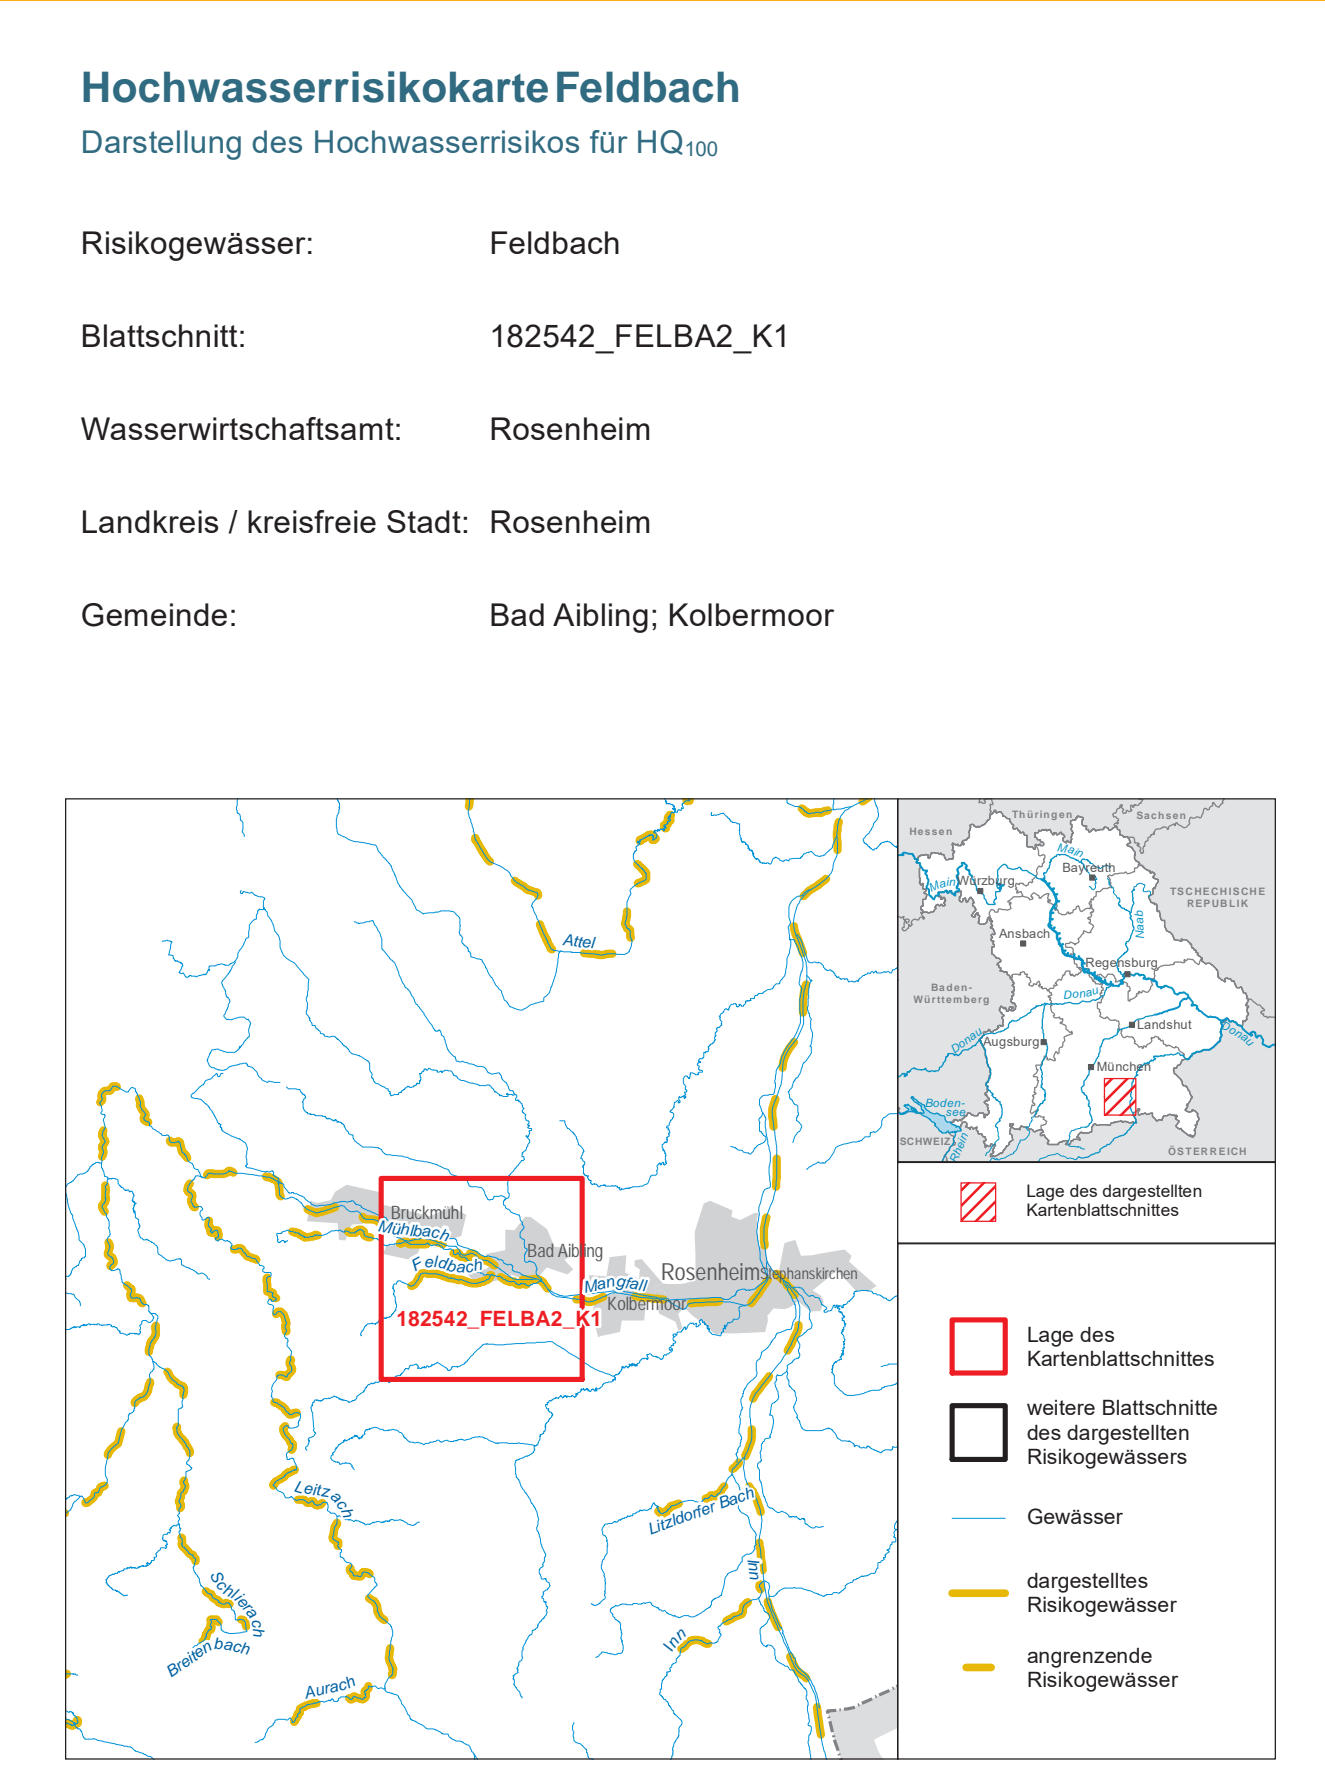 Hochwasserrisikokarte Feldbach
Darstellung des Hochwasserrisikos für HQ100
Risikogewässer: Feldbach
Blattschnitt: 182542_FELBA2_K1
Wasserwirtschaftsamt: Rosenheim
Landkreis / kreisfreie Stadt: Rosenheim
Gemeinde: Bad Aibling; Kolbermoor
Attel
Bruckmühl
Mühlbach
Bad Aibling
Feldbach
Mangfall
Rosenheim
Stephanskirchen
Kolbermoor
182542_FELBA2_K1
Leitzach
Litzldorfer Bach
Inn
Schlierach
Inn
Breitenbach
Aurach
Thüringen
Sachsen
Hessen
Main
Bayreuth
Main
Würzburg
TSCHECHISCHE
REPUBLIK
Naab
Ansbach
Regensburg
Baden-
Württemberg
Donau
Landshut
Donau
Donau
Augsburg
München
Boden-
see
SCHWEIZ
Rhein
ÖSTERREICH
Lage des dargestellten
Kartenblattschnittes
Lage des
Kartenblattschnittes
weitere Blattschnitte
des dargestellten
Risikogewässers
Gewässer
dargestelltes
Risikogewässer
angrenzende
Risikogewässer